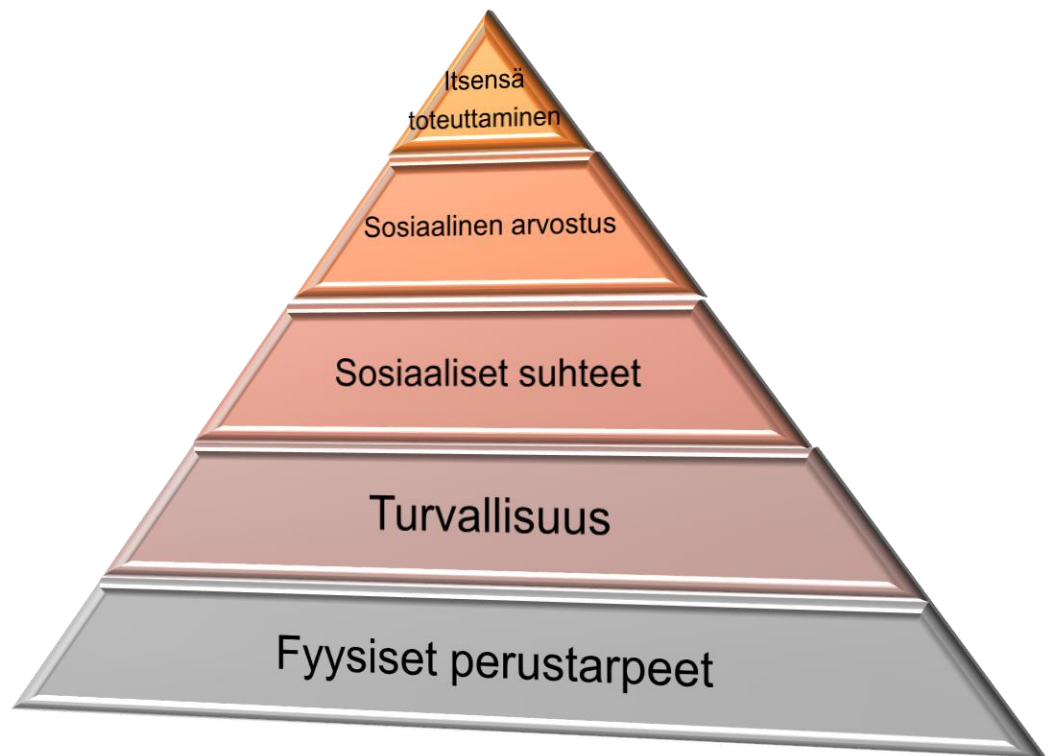 Itsensä
toteuttaminen
Sosiaalinen arvostus
Sosiaaliset suhteet
Turvallisuus
Fyysiset perustarpeet